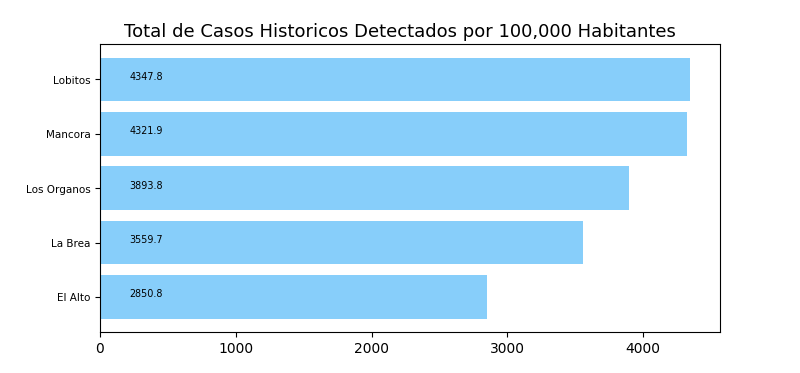 Total de Casos Historicos Detectados por 100,000 Habitantes
Lobitos 4347.8
Mancora 4321.9
Los Organos 3893.8
La Brea 3559.7
El Alto 2850.8
0 1000 2000 3000 4000